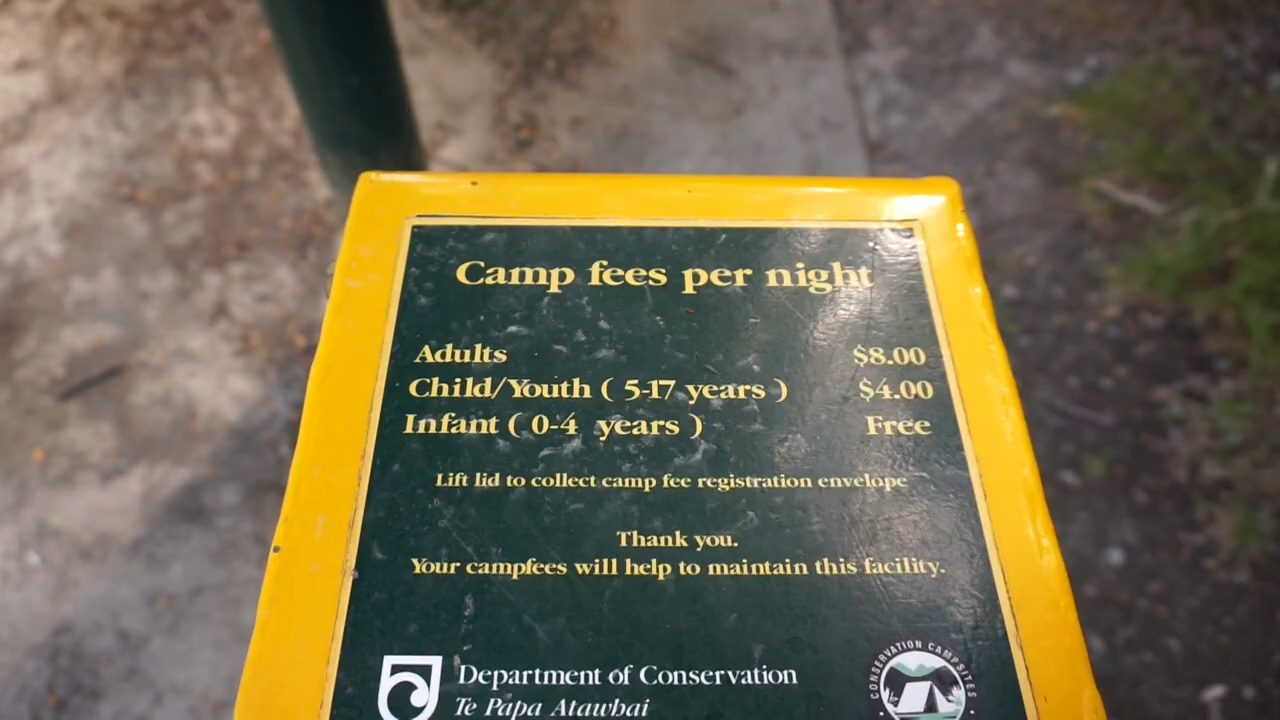 Camp fees per night
Adults $8.00
Child/Youth ( 5-17 years ) $4.00
Infant ( 0-4 years ) Free
Lift lid to collect camp fee registration envelope
Thank you.
Your campfees will help to maintain this facility.
Department of Conservation
Te Papa Atawhai
CONSERVATION CAMPSITES